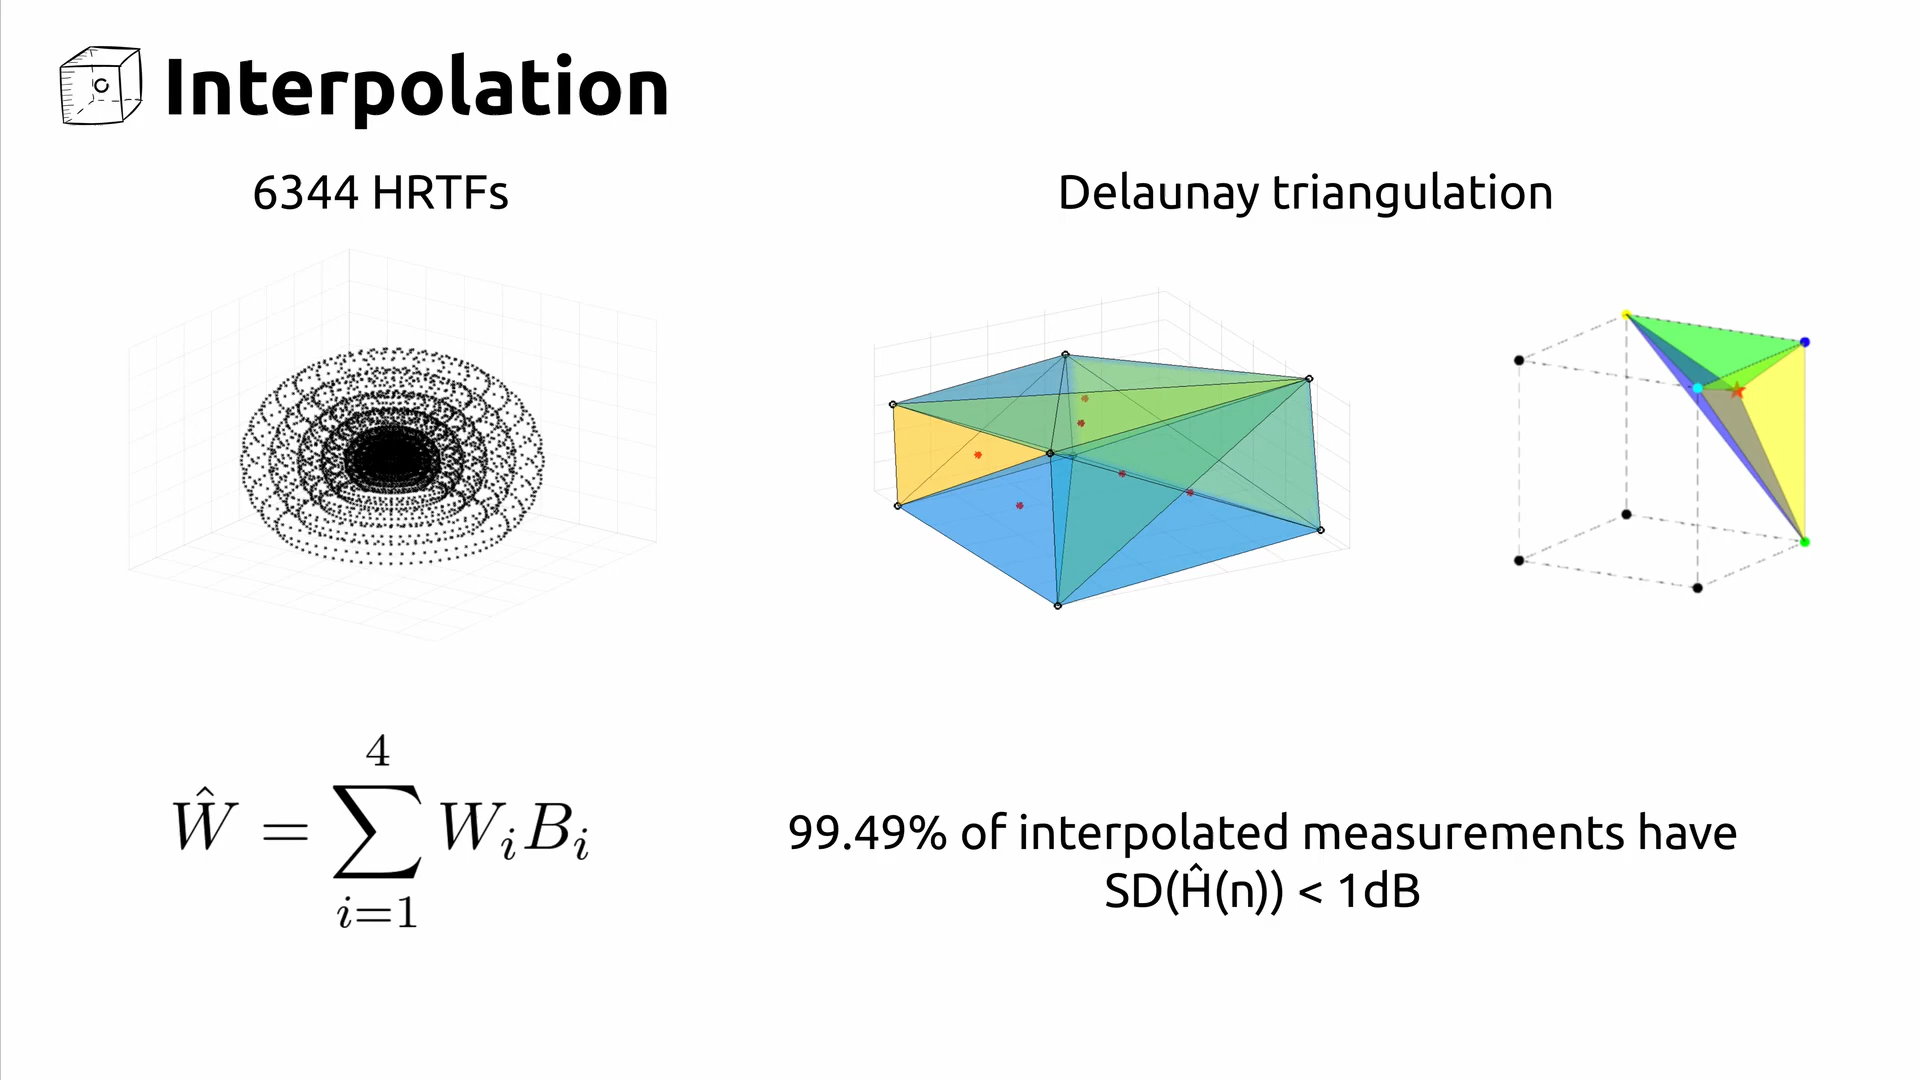 Interpolation
6344 HRTFs
Delaunay triangulation
Ŵ = ∑_{i=1}^{4} W_i B_i
99.49% of interpolated measurements have
SD(Ĥ(n)) < 1dB